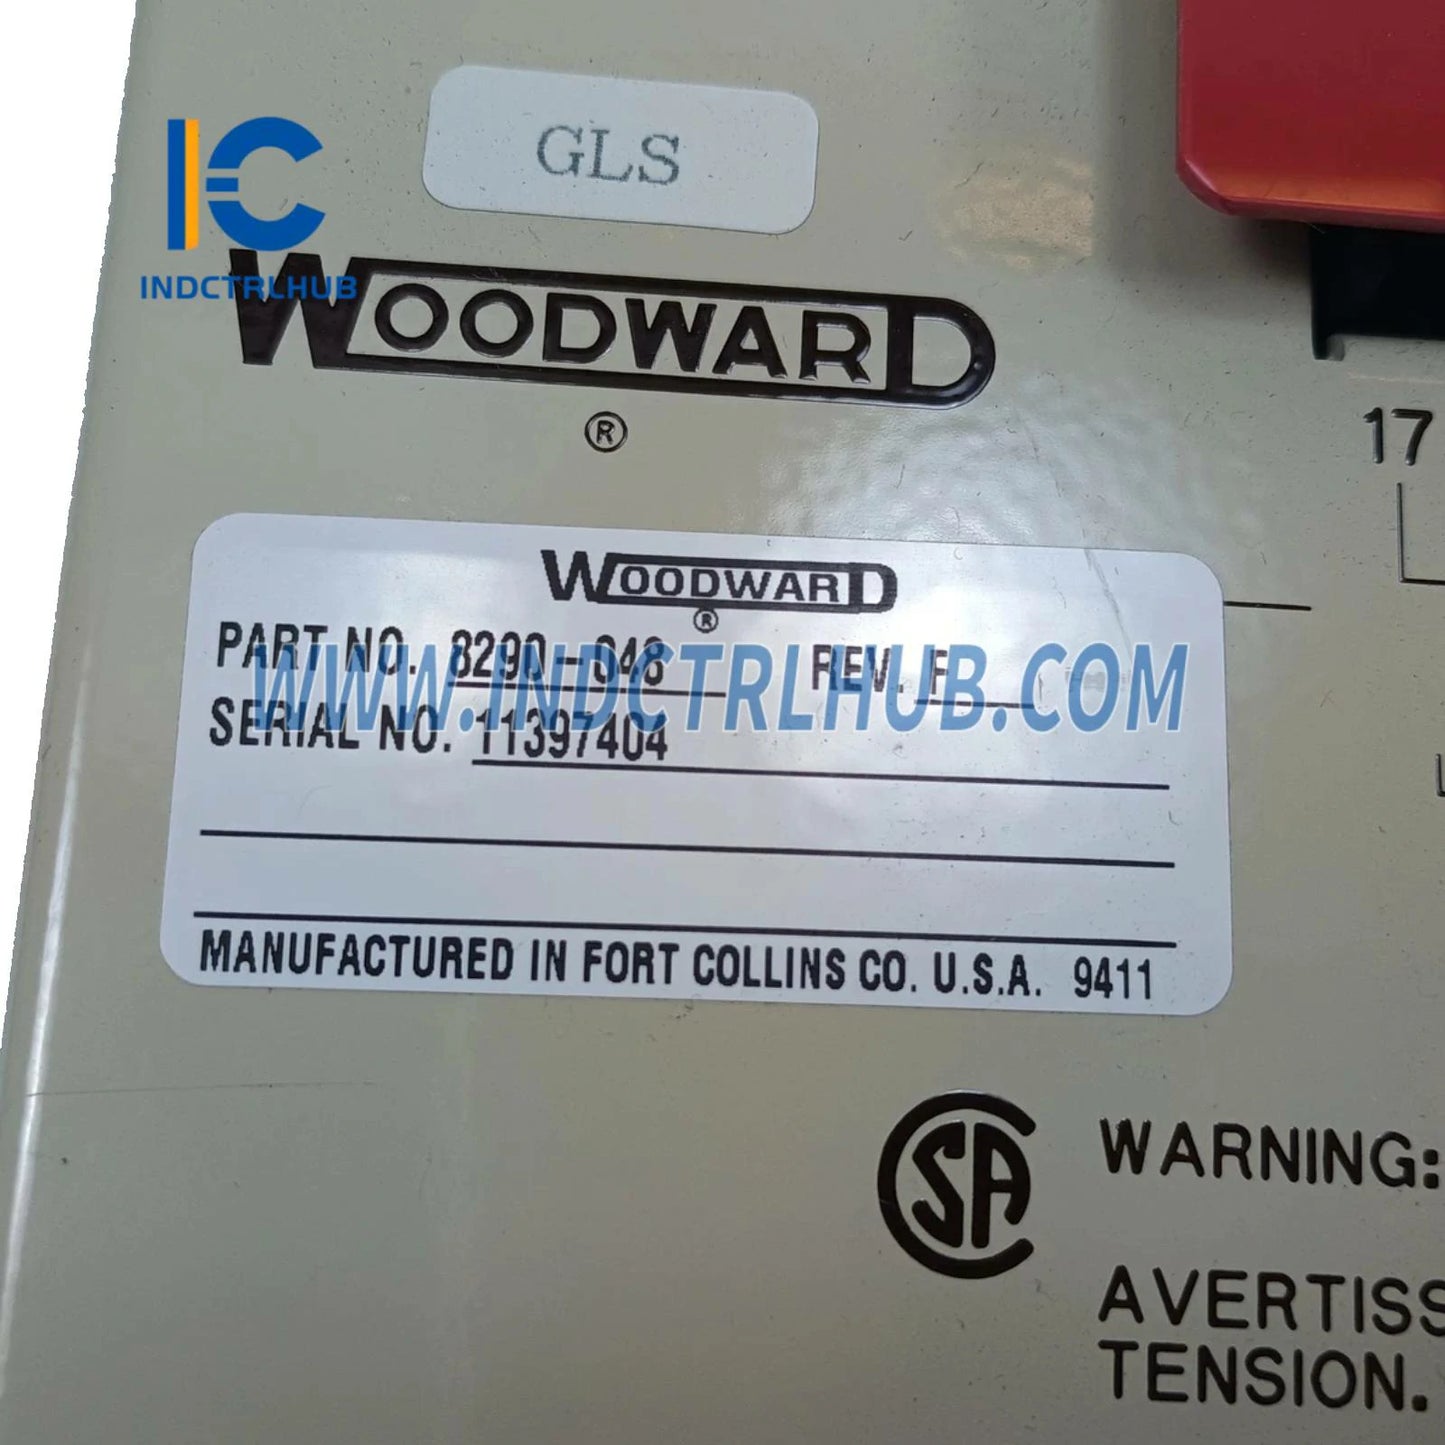 GLS
INDCTRLHUB
WOODWARD
®
17
WOODWARD
®
PART NO. 8290-048 REV. F
WWW.INDCTRLHUB.COM
SERIAL NO. 11397404
MANUFACTURED IN FORT COLLINS CO. U.S.A. 9411
SA
WARNING:
AVERTISS
TENSION.